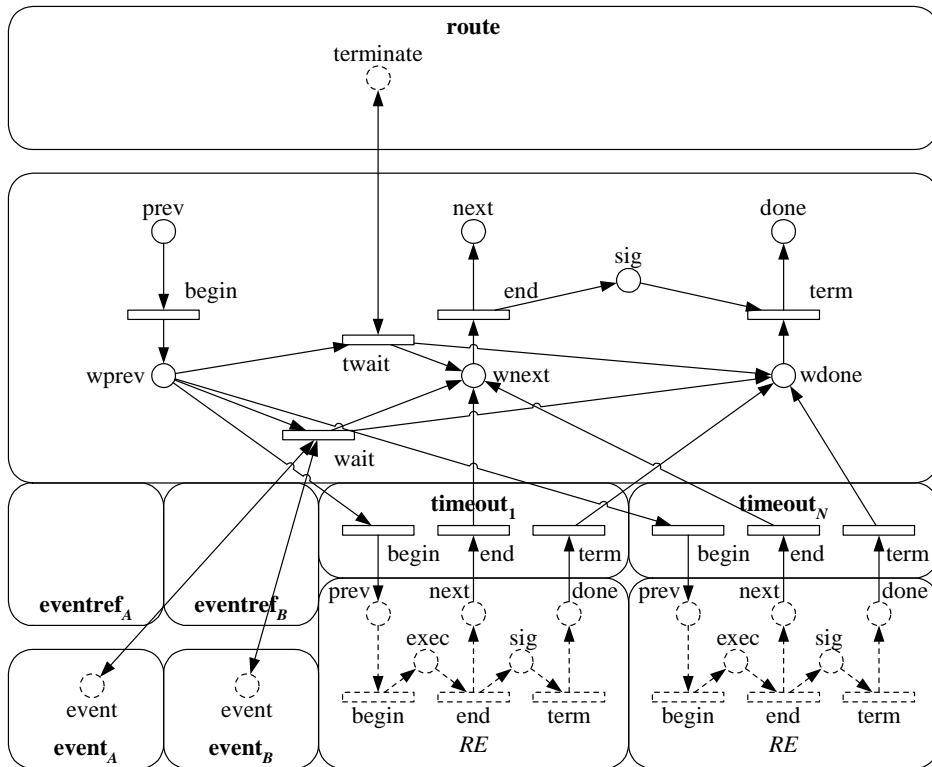 route
terminate
prev next done
sig
begin end term
twait
wprev wnext wdone
wait
timeout1 timeoutN
begin end term begin end term
eventrefA eventrefB prev next done prev next done
exec sig exec sig
event event begin end term begin end term
eventA eventB RE RE